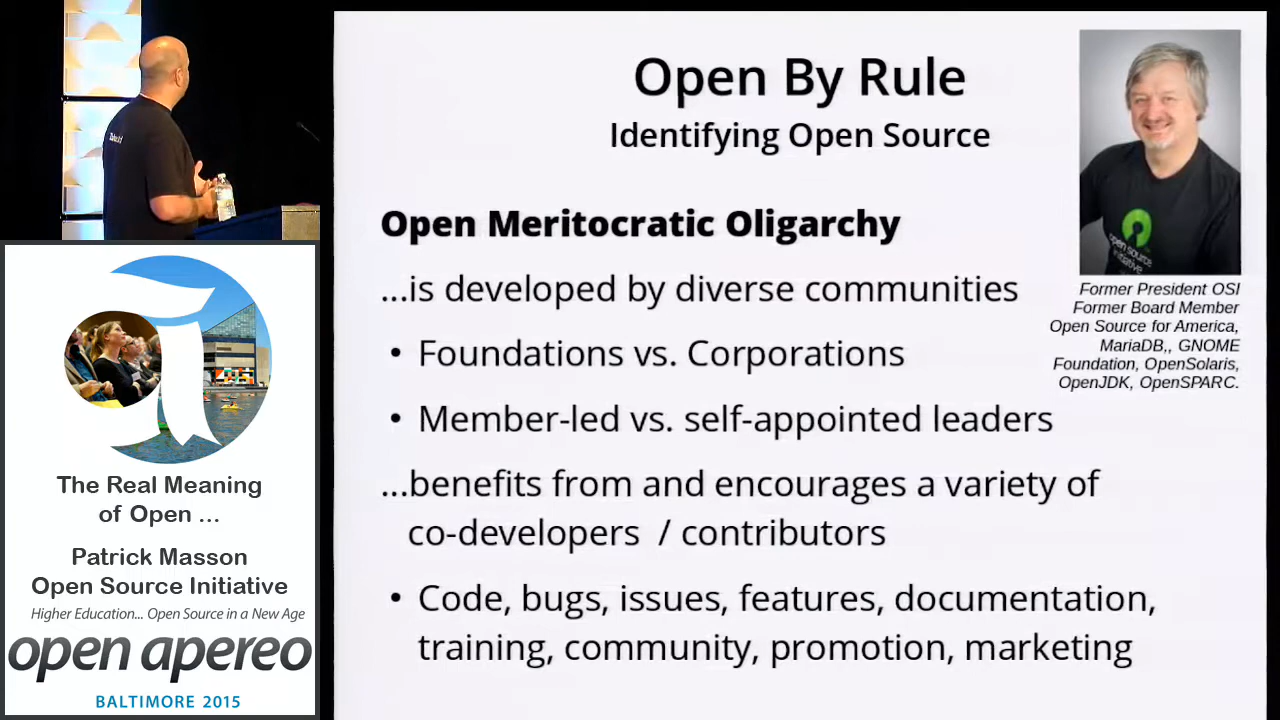 Open By Rule
Identifying Open Source
Open Meritocratic Oligarchy
...is developed by diverse communities
• Foundations vs. Corporations
• Member-led vs. self-appointed leaders
...benefits from and encourages a variety of
co-developers / contributors
• Code, bugs, issues, features, documentation,
training, community, promotion, marketing
open source
initiative
Former President OSI
Former Board Member
Open Source for America,
MariaDB,, GNOME
Foundation, OpenSolaris,
OpenJDK, OpenSPARC.
The Real Meaning
of Open ...
Patrick Masson
Open Source Initiative
Higher Education... Open Source in a New Age
open apereo
BALTIMORE 2015